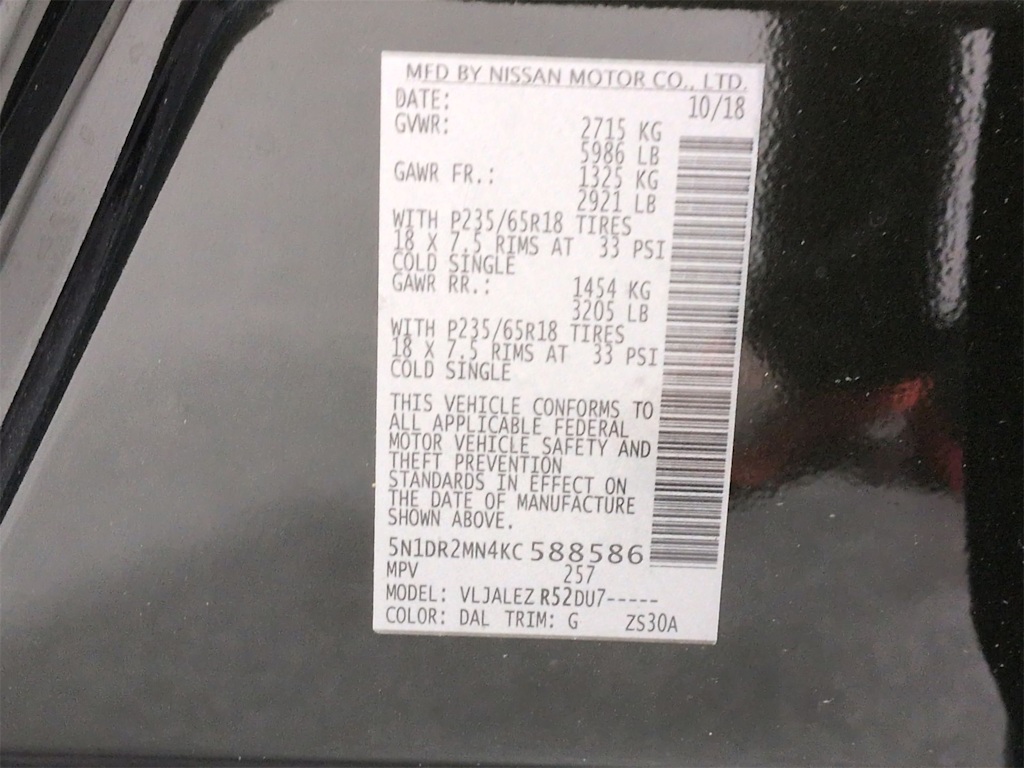 MFD BY NISSAN MOTOR CO., LTD.
DATE: 10/18
GVWR: 2715 KG
5986 LB
GAWR FR.: 1325 KG
2921 LB
WITH P235/65R18 TIRES
18 X 7.5 RIMS AT 33 PSI
COLD SINGLE
GAWR RR.: 1454 KG
3205 LB
WITH P235/65R18 TIRES
18 X 7.5 RIMS AT 33 PSI
COLD SINGLE
THIS VEHICLE CONFORMS TO
ALL APPLICABLE FEDERAL
MOTOR VEHICLE SAFETY AND
THEFT PREVENTION
STANDARDS IN EFFECT ON
THE DATE OF MANUFACTURE
SHOWN ABOVE.
5N1DR2MN4KC 588586
MPV 257
MODEL: VLJALEZ R52DU7-----
COLOR: DAL TRIM: G ZS30A